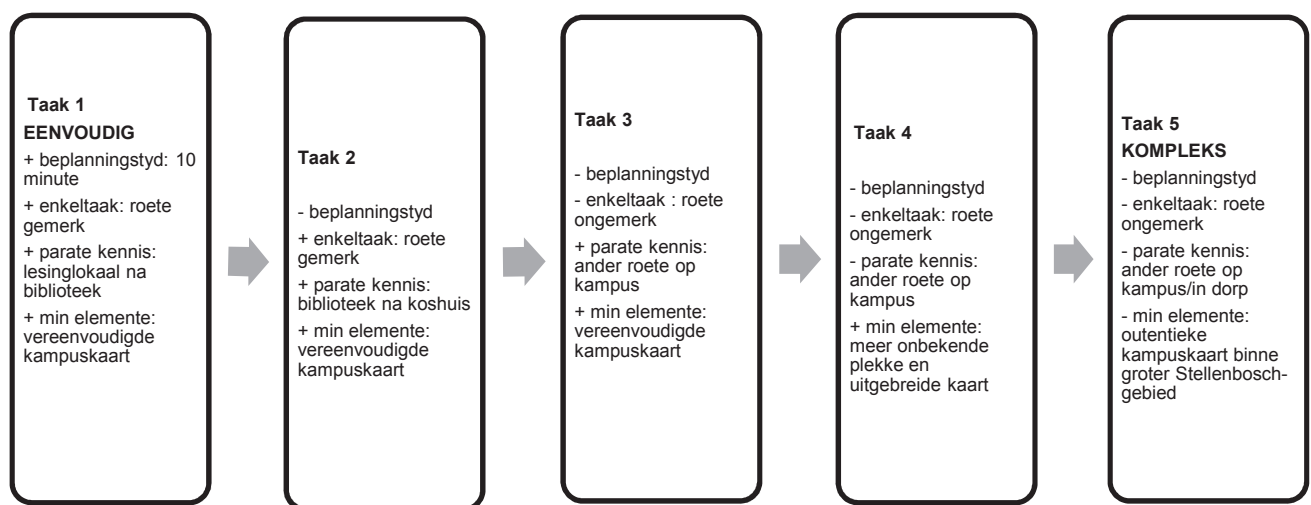 Taak 1
EENVOUDIG
+ beplanningstyd: 10
minute
+ enkeltaak: roete
gemerk
+ parate kennis:
lesinglokaal na
biblioteek
+ min elemente:
vereenvoudigde
kampuskaart
Taak 2
- beplanningstyd
+ enkeltaak: roete
gemerk
+ parate kennis:
biblioteek na koshuis
+ min elemente:
vereenvoudigde
kampuskaart
Taak 3
- beplanningstyd
- enkeltaak : roete
ongemerk
+ parate kennis:
ander roete op
kampus
+ min elemente:
vereenvoudigde
kampuskaart
Taak 4
- beplanningstyd
- enkeltaak: roete
ongemerk
- parate kennis:
ander roete op
kampus
+ min elemente:
meer onbekende
plekke en
uitgebreide kaart
Taak 5
KOMPLEKS
- beplanningstyd
- enkeltaak: roete
ongemerk
- parate kennis:
ander roete op
kampus/in dorp
- min elemente:
outentieke
kampuskaart binne
groter Stellenbosch-
gebied